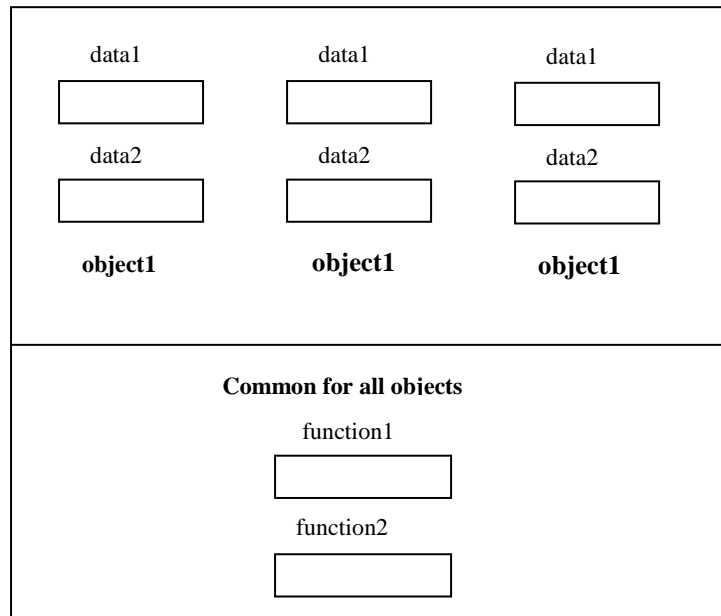 data1 data1 data1
data2 data2 data2
object1 object1 object1
Common for all objects
function1
function2